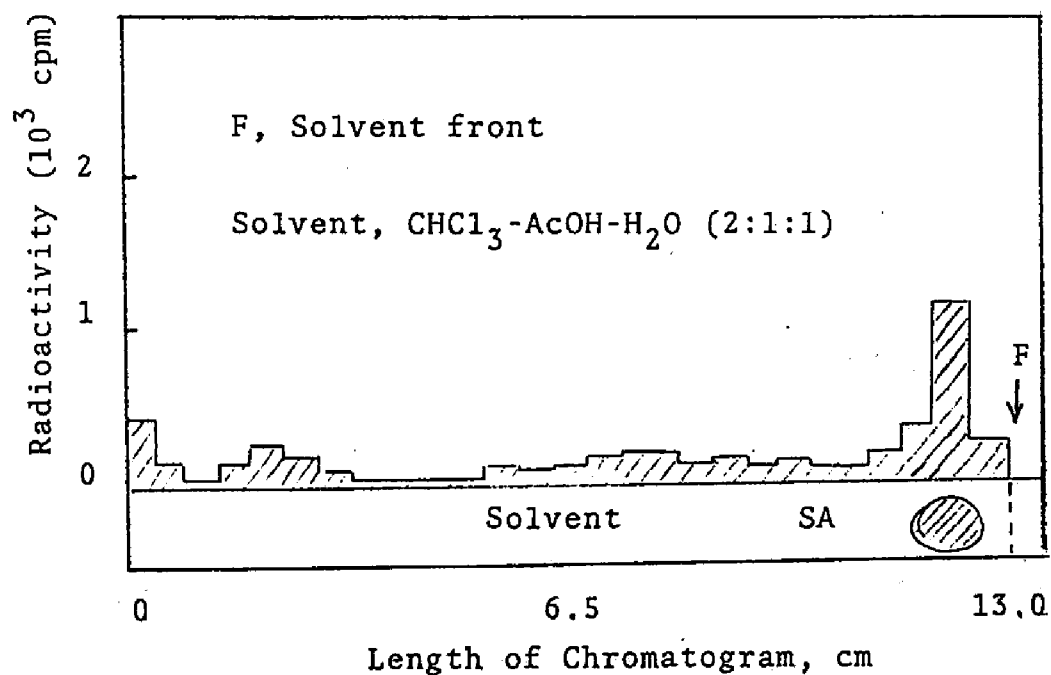 Radioactivity (10³ cpm)
2
1
0
F, Solvent front
Solvent, CHCl₃-AcOH-H₂O (2:1:1)
F
Solvent SA
0 6.5 13.0
Length of Chromatogram, cm